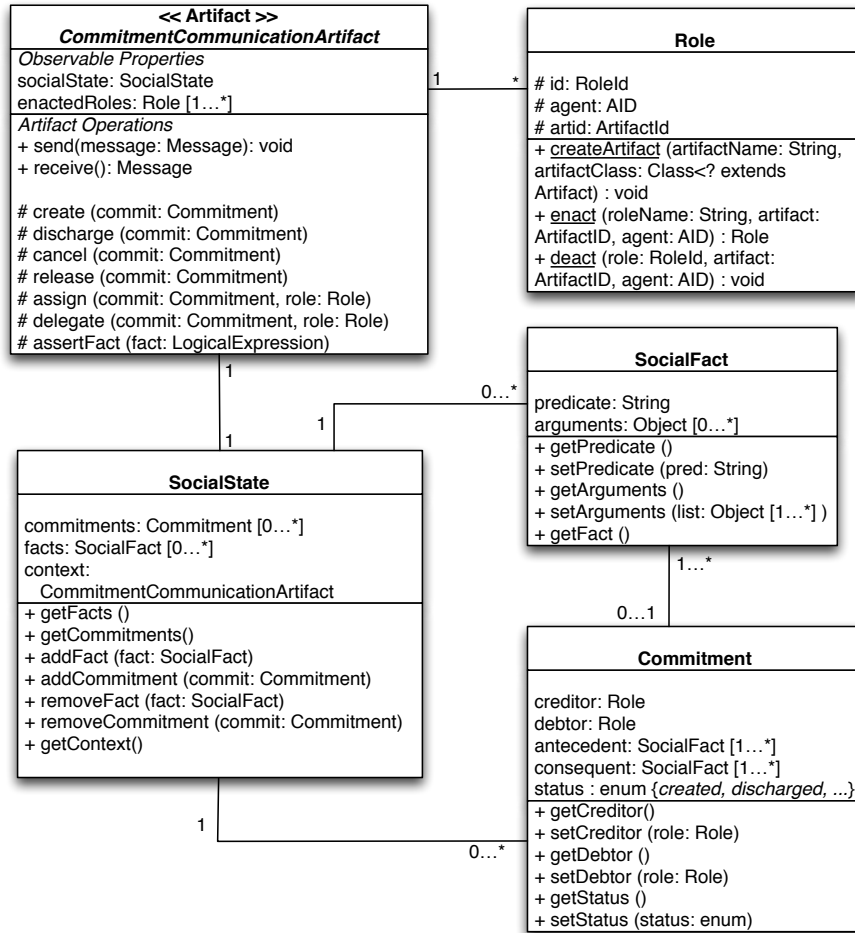 << Artifact >>
CommitmentCommunicationArtifact
Observable Properties
socialState: SocialState
enactedRoles: Role [1…*]
Artifact Operations
+ send(message: Message): void
+ receive(): Message
# create (commit: Commitment)
# discharge (commit: Commitment)
# cancel (commit: Commitment)
# release (commit: Commitment)
# assign (commit: Commitment, role: Role)
# delegate (commit: Commitment, role: Role)
# assertFact (fact: LogicalExpression)
1
*
Role
# id: RoleId
# agent: AID
# artid: ArtifactId
+ createArtifact (artifactName: String,
artifactClass: Class<? extends
Artifact) : void
+ enact (roleName: String, artifact:
ArtifactID, agent: AID) : Role
+ deact (role: RoleId, artifact:
ArtifactID, agent: AID) : void
1
1
1
0…*
SocialFact
predicate: String
arguments: Object [0…*]
+ getPredicate ()
+ setPredicate (pred: String)
+ getArguments ()
+ setArguments (list: Object [1…*] )
+ getFact ()
SocialState
commitments: Commitment [0…*]
facts: SocialFact [0…*]
context:
CommitmentCommunicationArtifact
+ getFacts ()
+ getCommitments()
+ addFact (fact: SocialFact)
+ addCommitment (commit: Commitment)
+ removeFact (fact: SocialFact)
+ removeCommitment (commit: Commitment)
+ getContext()
1…*
0…1
Commitment
creditor: Role
debtor: Role
antecedent: SocialFact [1…*]
consequent: SocialFact [1…*]
status : enum {created, discharged, ...}
+ getCreditor()
+ setCreditor (role: Role)
+ getDebtor ()
+ setDebtor (role: Role)
+ getStatus ()
+ setStatus (status: enum)
1
0…*